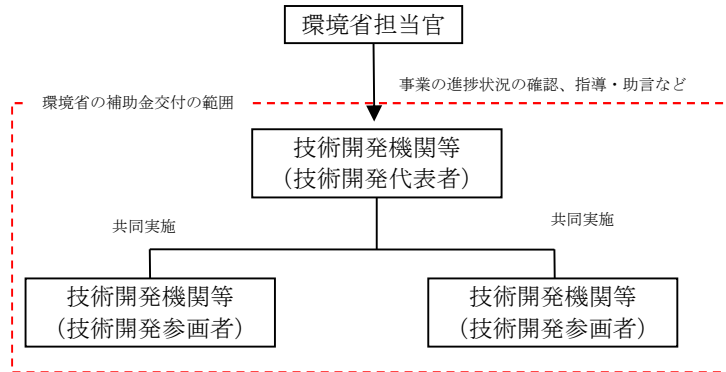 環境省担当官
事業の進捗状況の確認、指導・助言など
環境省の補助金交付の範囲
技術開発機関等
（技術開発代表者）
共同実施
共同実施
技術開発機関等
（技術開発参画者）
技術開発機関等
（技術開発参画者）